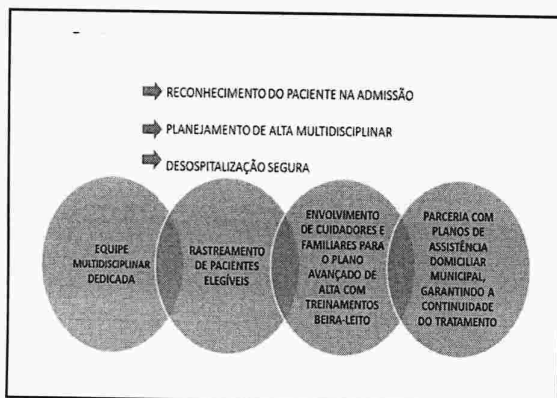 RECONHECIMENTO DO PACIENTE NA ADMISSÃO
PLANEJAMENTO DE ALTA MULTIDISCIPLINAR
DESOSPITALIZAÇÃO SEGURA
EQUIPE
MULTIDISCIPLINAR
DEDICADA
RASTREAMENTO
DE PACIENTES
ELEGÍVEIS
ENVOLVIMENTO
DE CUIDADORES E
FAMILIARES PARA
O PLANO
AVANÇADO DE
ALTA COM
TREINAMENTOS
BEIRA-LEITO
PARCERIA COM
PLANOS DE
ASSISTÊNCIA
DOMICILIAR
MUNICIPAL,
GARANTINDO A
CONTINUIDADE
DO TRATAMENTO